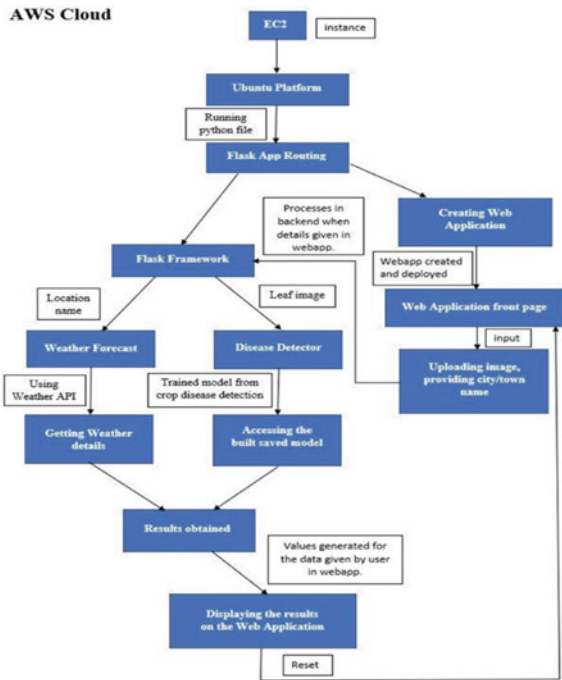 AWS Cloud
EC2
instance
Ubuntu Platform
Running
python file
Flask App Routing
Processes in
backend when
details given in
webapp.
Creating Web
Application
Flask Framework
Webapp created
and deployed
Location
name
Leaf image
Web Application front page
input
Weather Forecast
Disease Detector
Uploading image,
providing city/town
name
Using
Weather API
Trained model from
crop disease detection
Getting Weather
details
Accessing the
built saved model
Results obtained
Values generated for
the data given by user
in webapp.
Displaying the results
on the Web Application
Reset